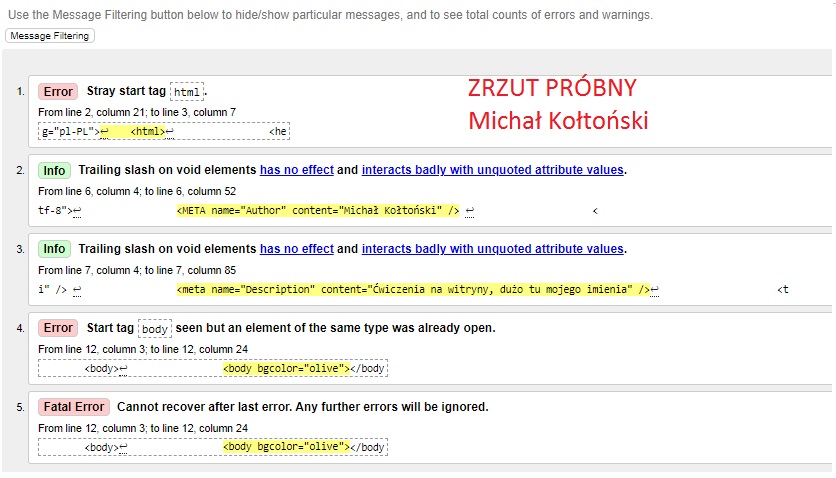 Use the Message Filtering button below to hide/show particular messages, and to see total counts of errors and warnings.
Message Filtering
ZRZUT PRÓBNY
Michał Kołtoński
1. Error Stray start tag html.
From line 2, column 21; to line 3, column 7
g="pl-PL">↩ <html>↩ <he
2. Info Trailing slash on void elements has no effect and interacts badly with unquoted attribute values.
From line 6, column 4; to line 6, column 52
tf-8">↩ <META name="Author" content="Michał Kołtoński" /> ↩ <
3. Info Trailing slash on void elements has no effect and interacts badly with unquoted attribute values.
From line 7, column 4; to line 7, column 85
i" /> ↩ <meta name="Description" content="Ćwiczenia na witryny, dużo tu mojego imienia" />↩ <t
4. Error Start tag body seen but an element of the same type was already open.
From line 12, column 3; to line 12, column 24
<body>↩ <body bgcolor="olive"></body
5. Fatal Error Cannot recover after last error. Any further errors will be ignored.
From line 12, column 3; to line 12, column 24
<body>↩ <body bgcolor="olive"></body